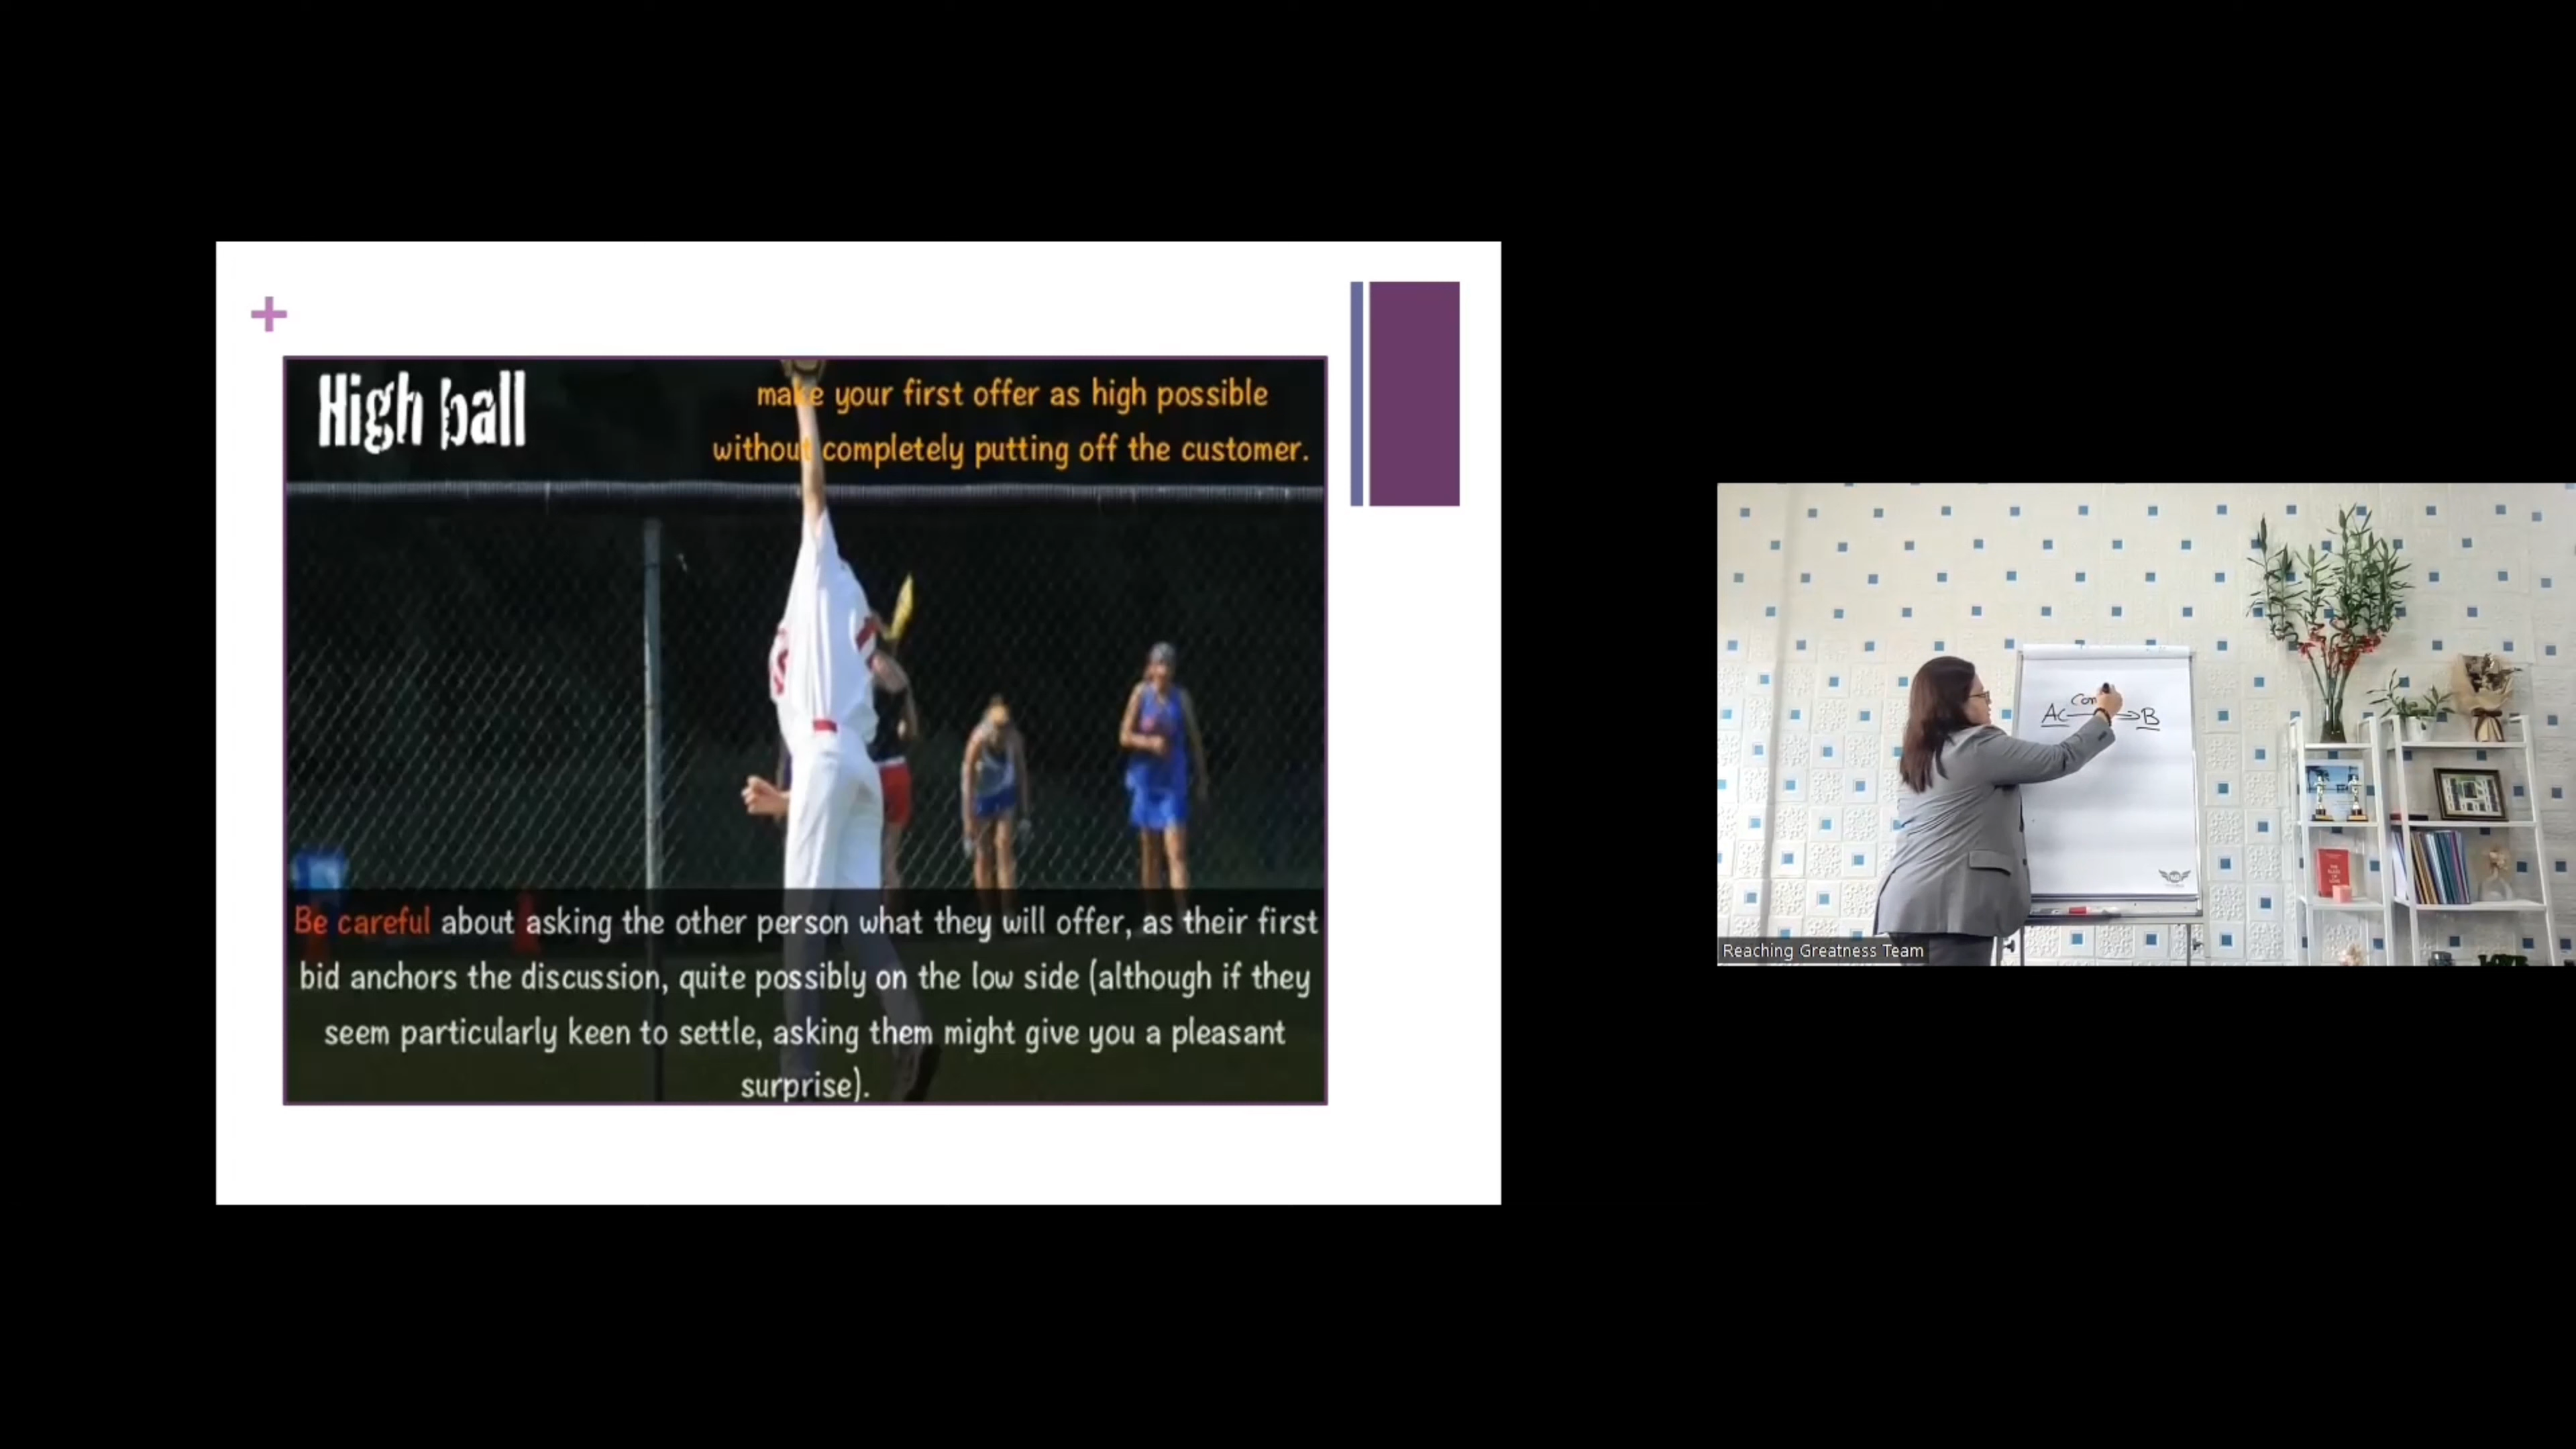 +
High ball
make your first offer as high possible
without completely putting off the customer.
Be careful about asking the other person what they will offer, as their first
bid anchors the discussion, quite possibly on the low side (although if they
seem particularly keen to settle, asking them might give you a pleasant
surprise).
Con
AC B
Reaching Greatness Team